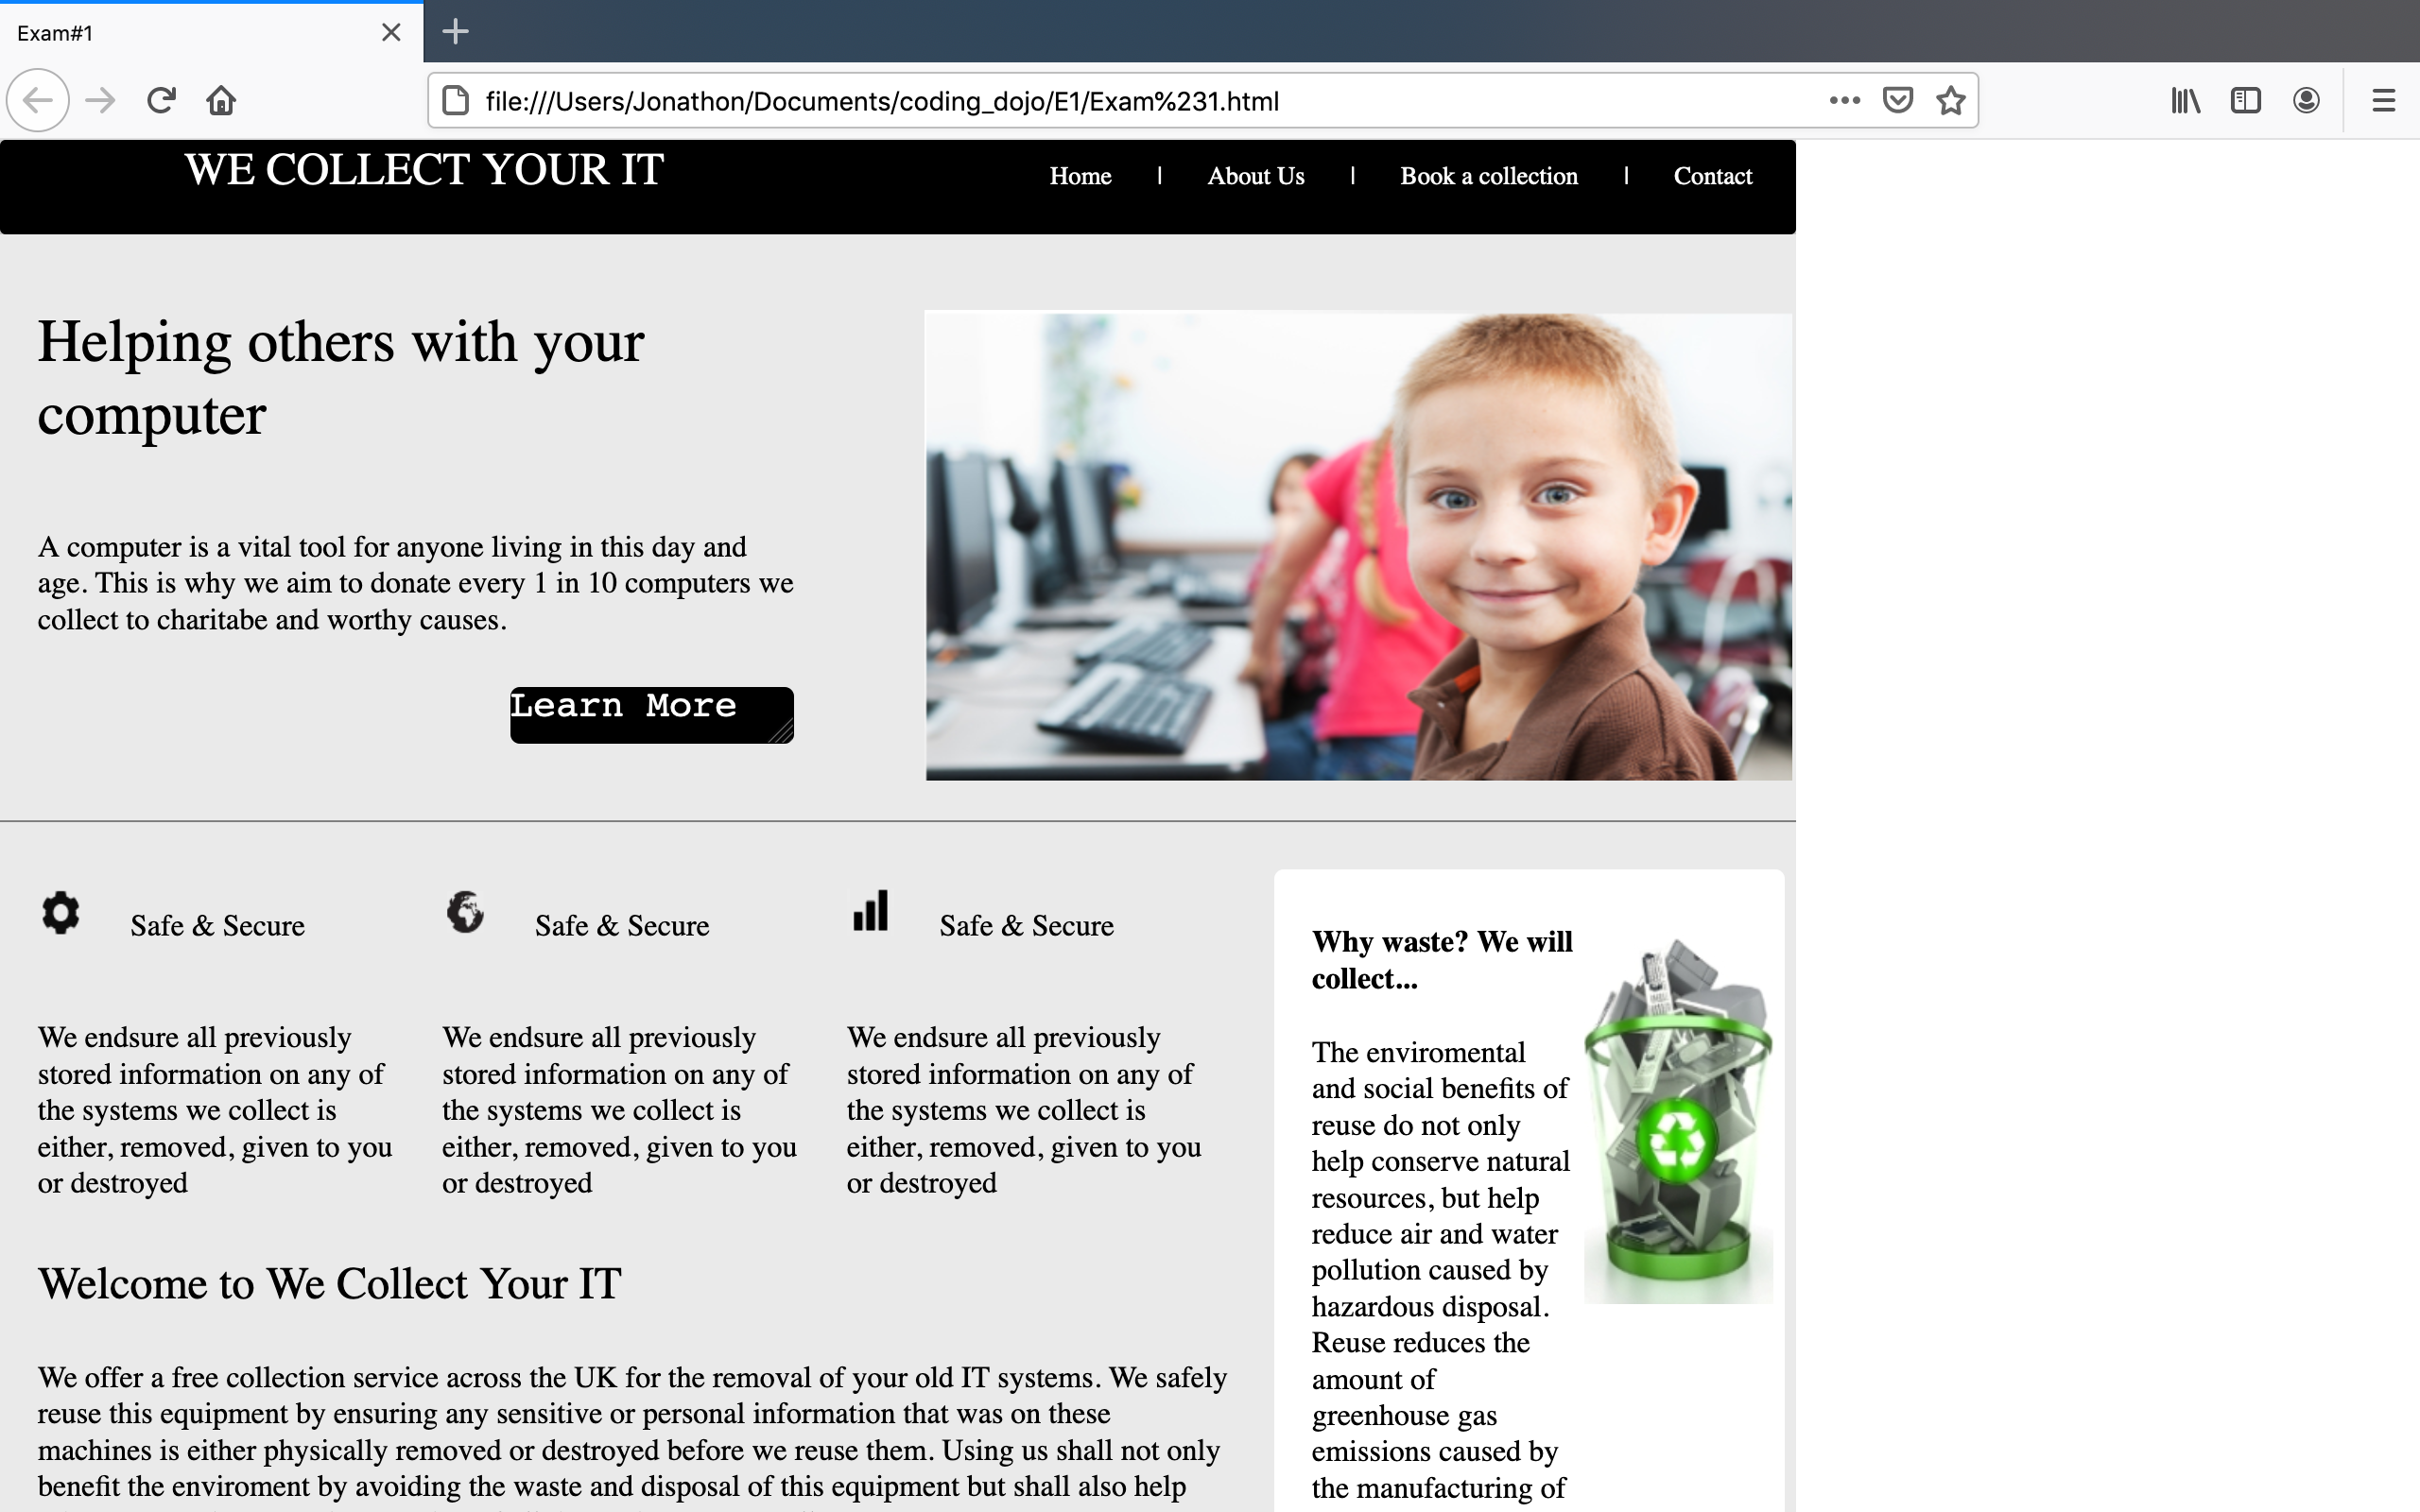 Exam#1
file:///Users/Jonathon/Documents/coding_dojo/E1/Exam%231.html
WE COLLECT YOUR IT
Home | About Us | Book a collection | Contact
Helping others with your
computer
A computer is a vital tool for anyone living in this day and
age. This is why we aim to donate every 1 in 10 computers we
collect to charitabe and worthy causes.
Learn More
Safe & Secure
We endsure all previously
stored information on any of
the systems we collect is
either, removed, given to you
or destroyed
Safe & Secure
We endsure all previously
stored information on any of
the systems we collect is
either, removed, given to you
or destroyed
Safe & Secure
We endsure all previously
stored information on any of
the systems we collect is
either, removed, given to you
or destroyed
Welcome to We Collect Your IT
We offer a free collection service across the UK for the removal of your old IT systems. We safely
reuse this equipment by ensuring any sensitive or personal information that was on these
machines is either physically removed or destroyed before we reuse them. Using us shall not only
benefit the enviroment by avoiding the waste and disposal of this equipment but shall also help
Why waste? We will
collect...
The enviromental
and social benefits of
reuse do not only
help conserve natural
resources, but help
reduce air and water
pollution caused by
hazardous disposal.
Reuse reduces the
amount of
greenhouse gas
emissions caused by
the manufacturing of